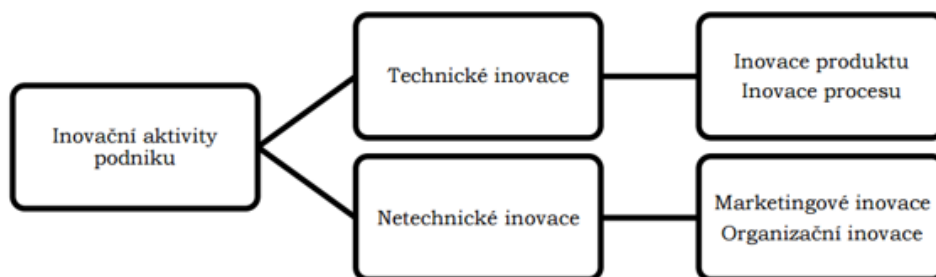 Inovační aktivity
podniku
Technické inovace
Inovace produktu
Inovace procesu
Netechnické inovace
Marketingové inovace
Organizační inovace